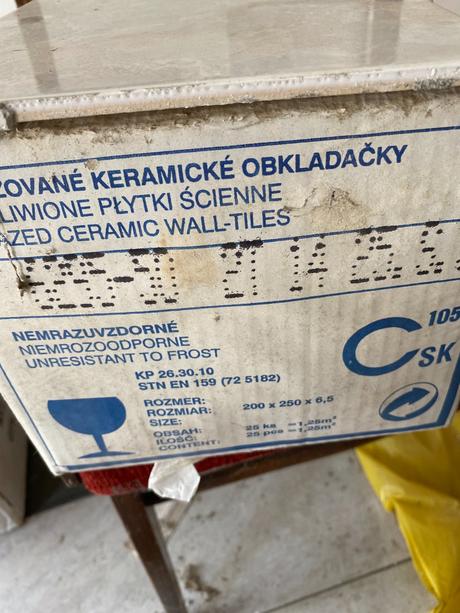 ZOVANÉ KERAMICKÉ OBKLADAČKY
LIWIONE PŁYTKI ŚCIENNE
ZED CERAMIC WALL-TILES
NEMRAZUVZDORNÉ
NIEMROZOODPORNE
UNRESISTANT TO FROST
KP 26.30.10
STN EN 159 (72 5182)
ROZMER:
ROZMIAR: 200 x 250 x 6,5
SIZE:
OBSAH: 25 ks =1,25m²
ILOŚĆ: 25 pcs =1,25m²
CONTENT:
105
SK